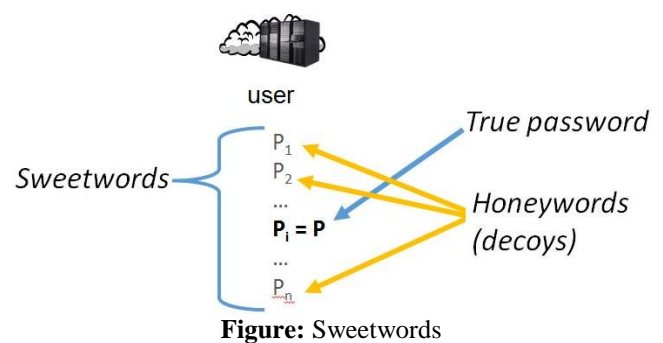 user
True password
P₁
P₂
Sweetwords
...
Honeywords
(decoys)
Pᵢ = P
...
Pₙ
Figure: Sweetwords